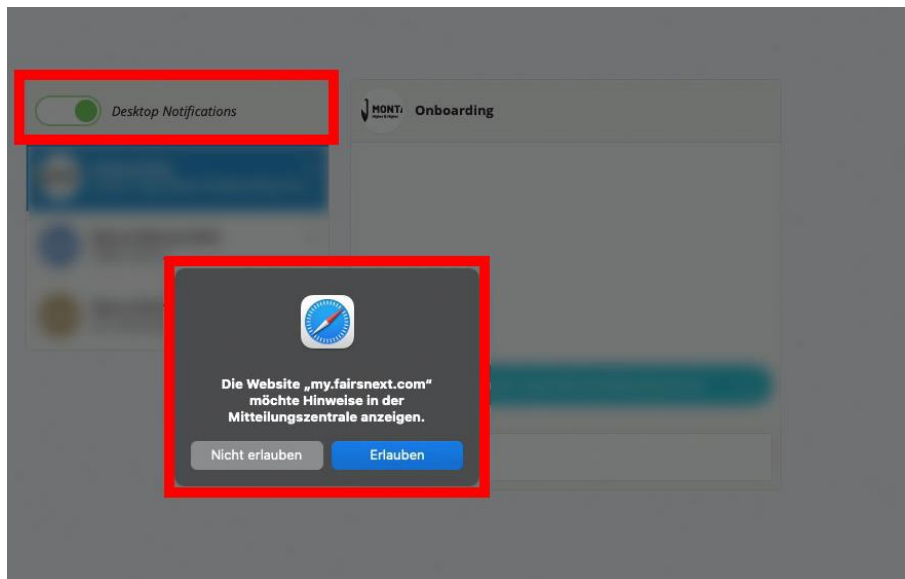 Desktop Notifications
MONTA
Onboarding
Die Website „my.fairsnext.com“
möchte Hinweise in der
Mitteilungszentrale anzeigen.
Nicht erlauben
Erlauben